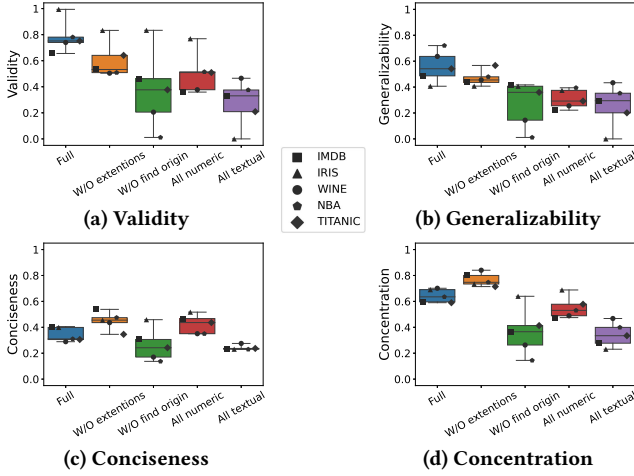 1
0.8
0.6
0.4
0.2
0.0
Validity
Full
W/O extentions
W/O find origin
All numeric
All textual
(a) Validity
1
0.8
0.6
0.4
0.2
0.0
Generalizability
Full
W/O extentions
W/O find origin
All numeric
All textual
(b) Generalizability
IMDB
IRIS
WINE
NBA
TITANIC
1
0.8
0.6
0.4
0.2
0.0
Conciseness
Full
W/O extentions
W/O find origin
All numeric
All textual
(c) Conciseness
1
0.8
0.6
0.4
0.2
0.0
Concentration
Full
W/O extentions
W/O find origin
All numeric
All textual
(d) Concentration